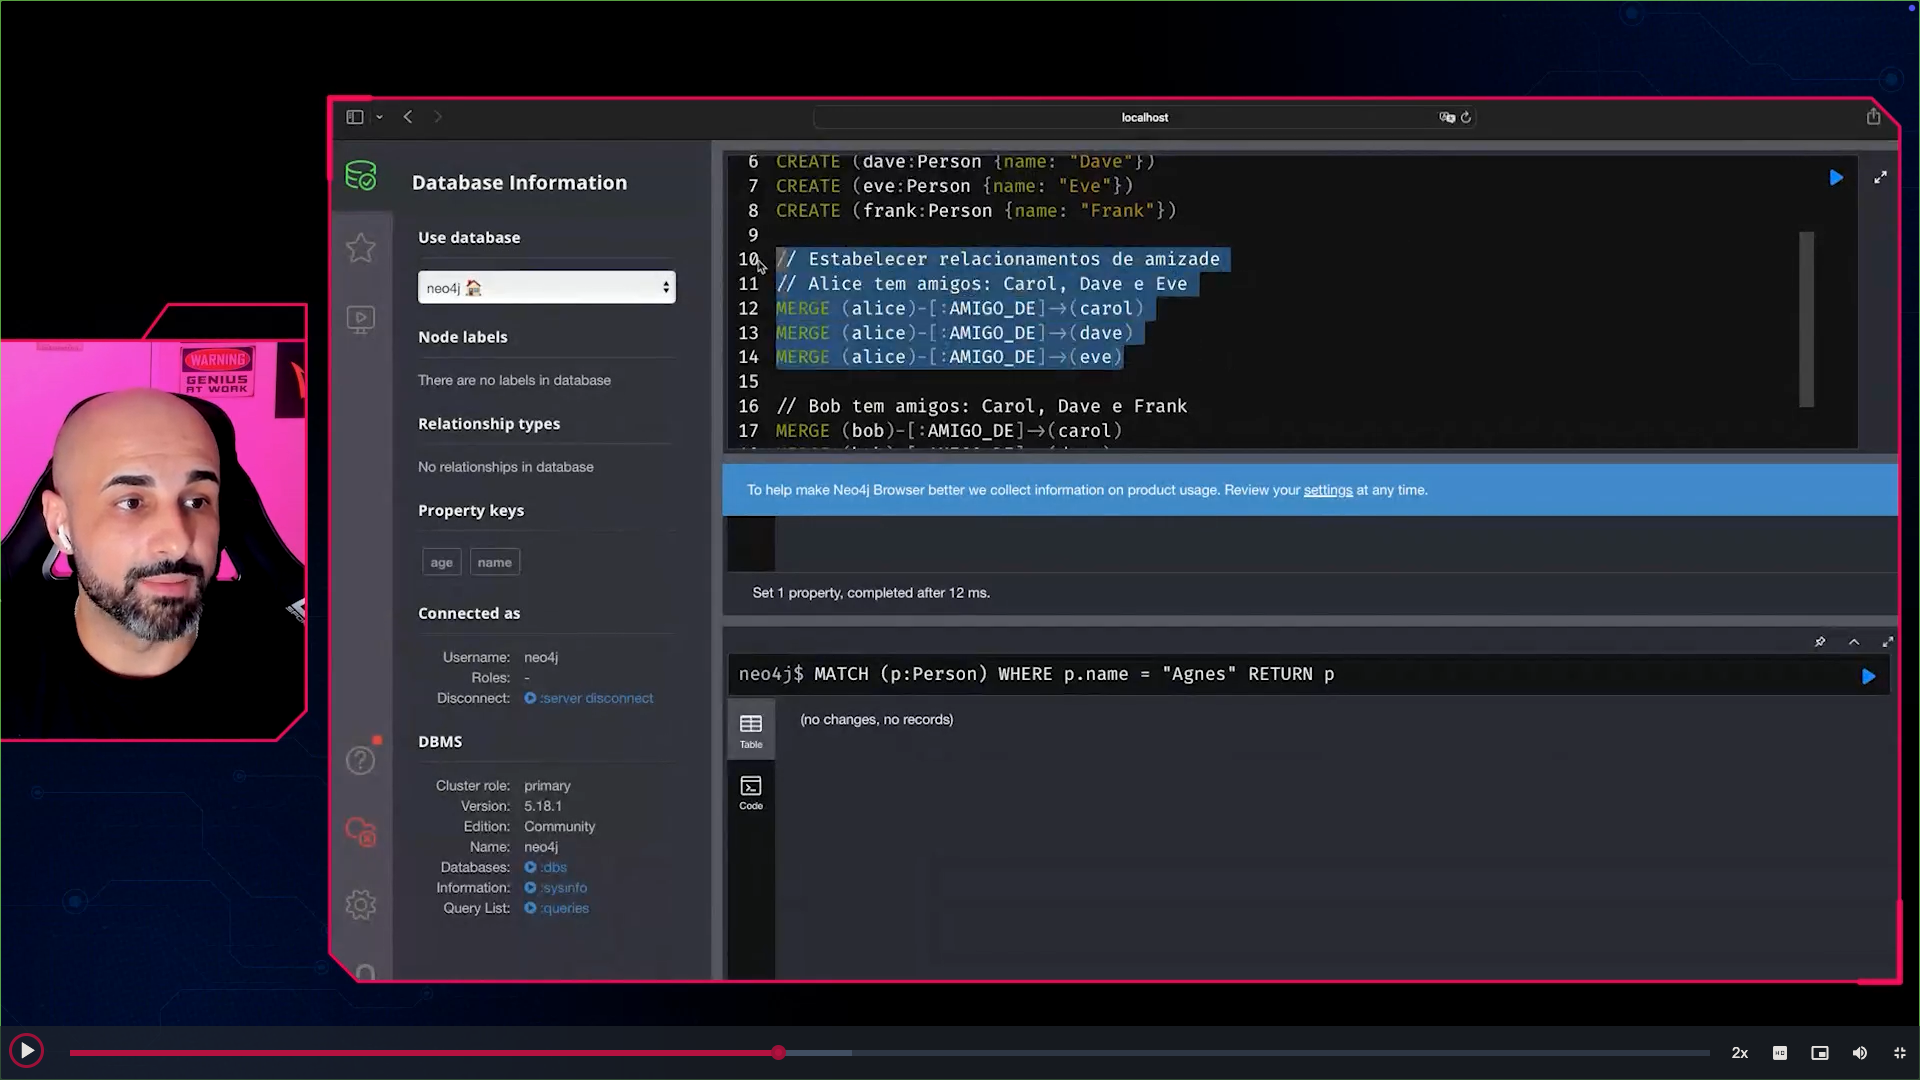 WARNING
GENIUS
AT WORK
localhost
Database Information
Use database
neo4j 🏠
Node labels
There are no labels in database
Relationship types
No relationships in database
Property keys
age
name
Connected as
Username: neo4j
Roles: -
Disconnect: :server disconnect
DBMS
Cluster role: primary
Version: 5.18.1
Edition: Community
Name: neo4j
Databases: :dbs
Information: :sysinfo
Query List: :queries
6 CREATE (dave:Person {name: "Dave"})
7 CREATE (eve:Person {name: "Eve"})
8 CREATE (frank:Person {name: "Frank"})
9
10 // Estabelecer relacionamentos de amizade
11 // Alice tem amigos: Carol, Dave e Eve
12 MERGE (alice)-[:AMIGO_DE]->(carol)
13 MERGE (alice)-[:AMIGO_DE]->(dave)
14 MERGE (alice)-[:AMIGO_DE]->(eve)
15
16 // Bob tem amigos: Carol, Dave e Frank
17 MERGE (bob)-[:AMIGO_DE]->(carol)
To help make Neo4j Browser better we collect information on product usage. Review your settings at any time.
Set 1 property, completed after 12 ms.
neo4j$ MATCH (p:Person) WHERE p.name = "Agnes" RETURN p
Table
(no changes, no records)
Code
2x